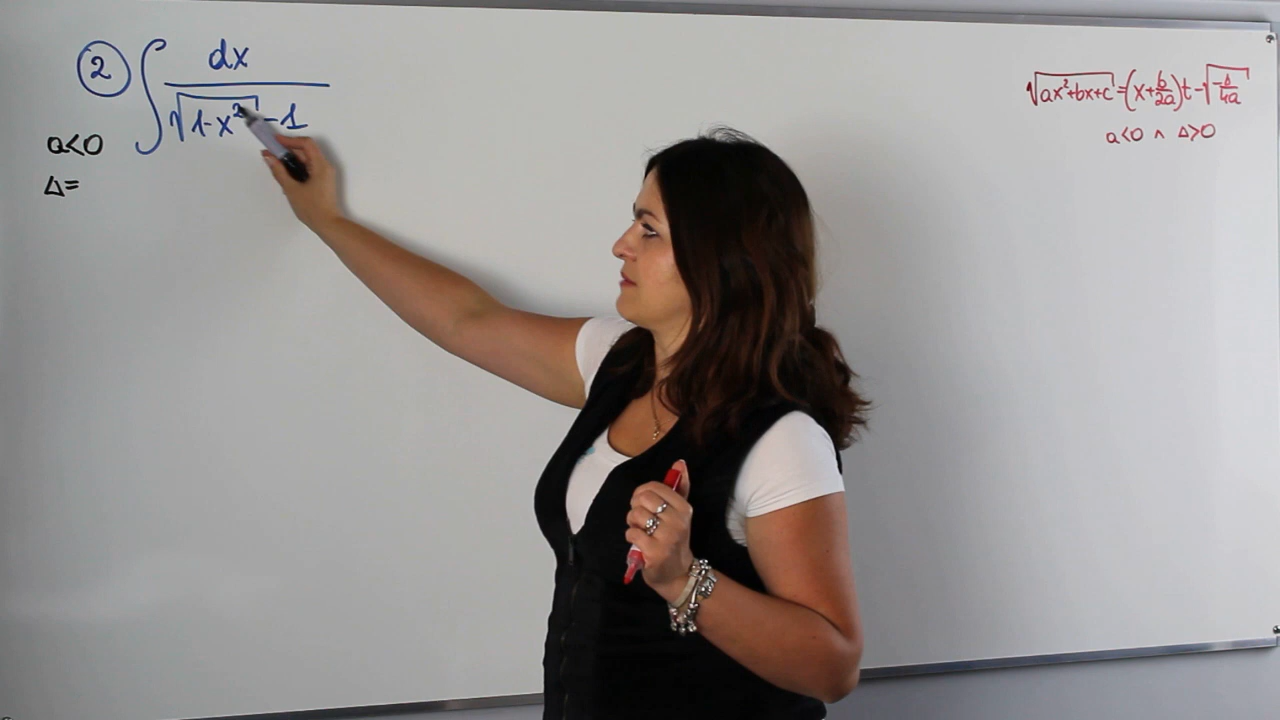 ② ∫ dx / (√(1-x²) - 1)
a<0
Δ=
√(ax²+bx+c) = (x + b/2a)t - √(-Δ/4a)
a<0 ∧ Δ>0